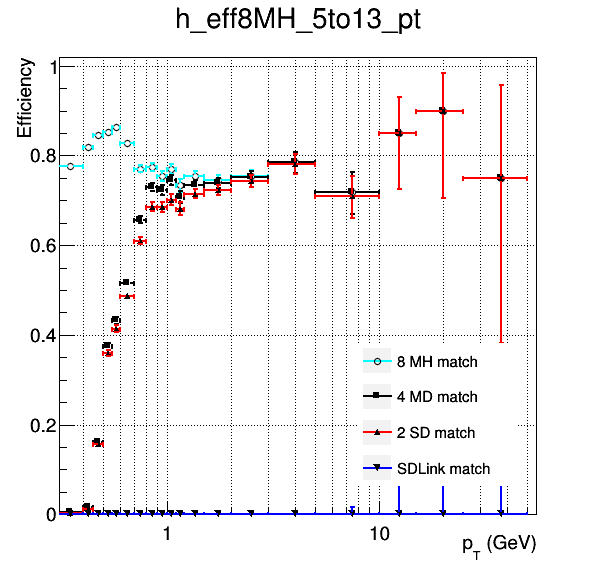 h_eff8MH_5to13_pt
Efficiency
1
0.8
0.6
0.4
0.2
0
8 MH match
4 MD match
2 SD match
SDLink match
1
10
pT (GeV)